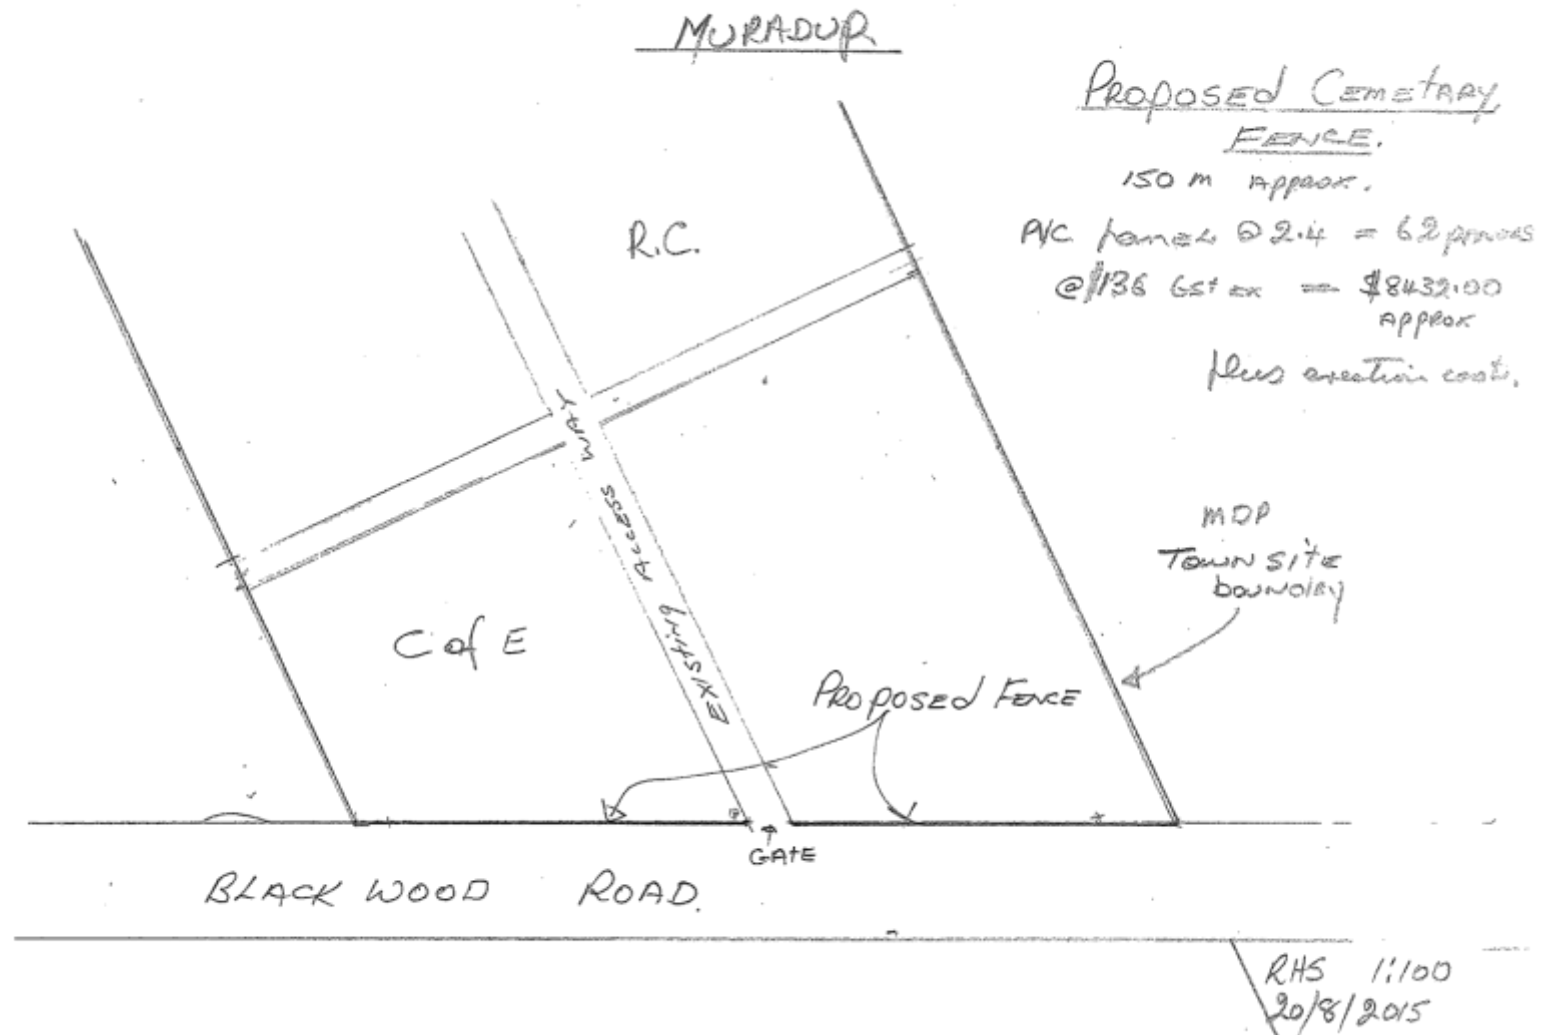 MURADUP
PROPOSED CEMETARY
FENCE.
150 m APPROX.
P/C panels @ 2.4 = 62 panels
@ $136 Gst ex = $8432.00
APPROX
plus erection costs.
R.C.
EXISTING ACCESS WAY
C of E
MDP
TOWN SITE
boundry
PROPOSED FENCE
GATE
BLACK WOOD ROAD.
RHS 1:100
20/8/2015